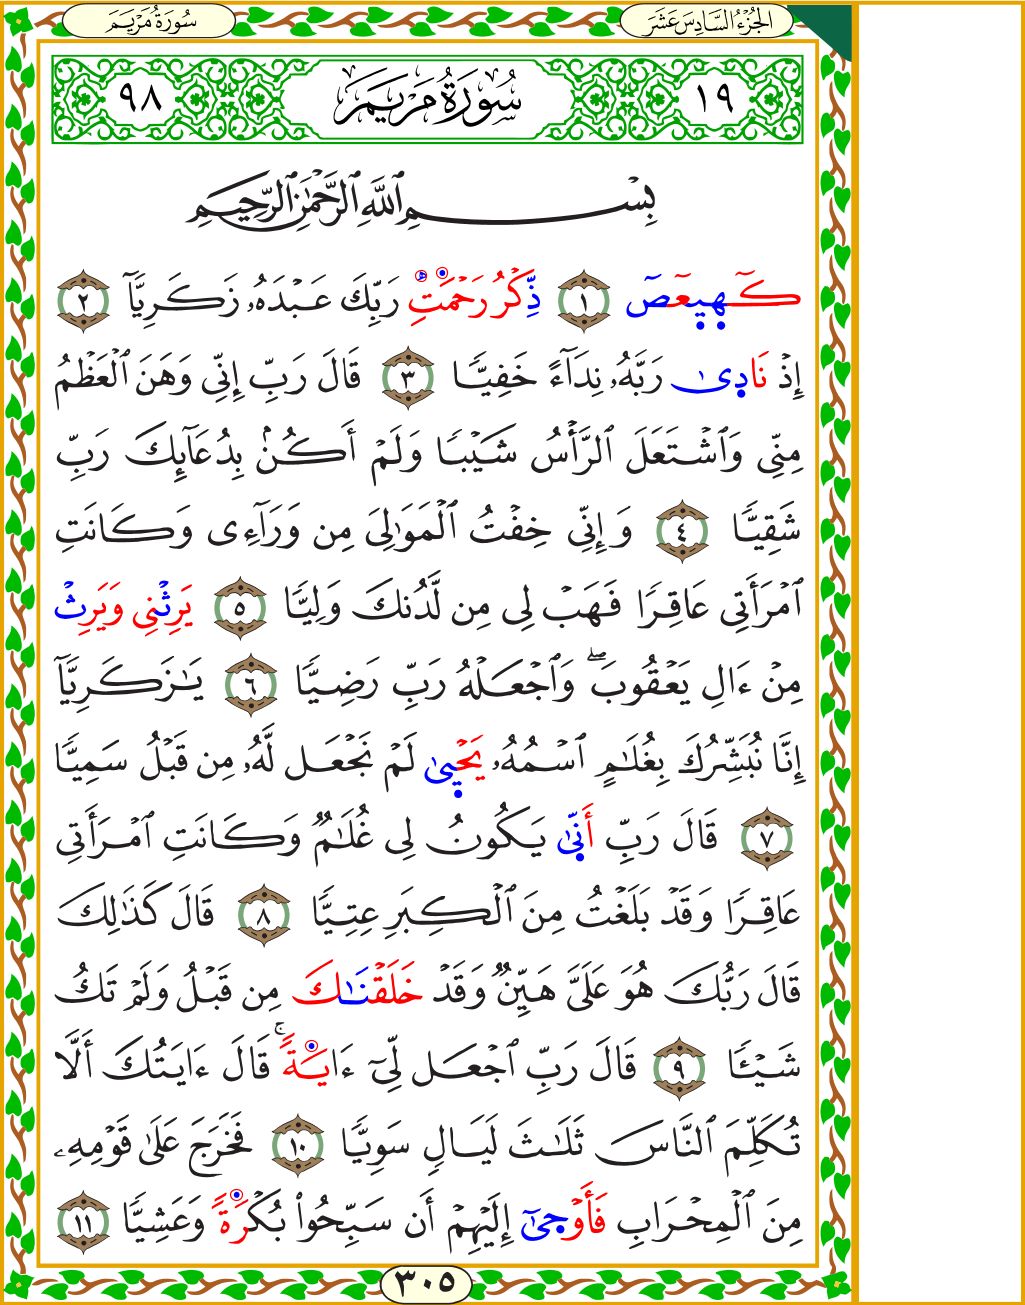 الجُزْءُ السَّادِسَ عَشَرَ
سُورَةُ مَرْيَمَ
١٩ سُورَةُ مَرْيَمَ ٩٨
بِسْمِ ٱللَّهِ ٱلرَّحْمَٰنِ ٱلرَّحِيمِ
كٓهيعٓصٓ ١ ذِكْرُ رَحْمَتِ رَبِّكَ عَبْدَهُۥ زَكَرِيَّآ ٢
إِذْ نَادِىٰ رَبَّهُۥ نِدَآءً خَفِيًّا ٣ قَالَ رَبِّ إِنِّى وَهَنَ ٱلْعَظْمُ
مِنِّى وَٱشْتَعَلَ ٱلرَّأْسُ شَيْبًا وَلَمْ أَكُنۢ بِدُعَآئِكَ رَبِّ
شَقِيًّا ٤ وَإِنِّى خِفْتُ ٱلْمَوَٰلِىَ مِن وَرَآءِى وَكَانَتِ
ٱمْرَأَتِى عَاقِرًا فَهَبْ لِى مِن لَّدُنكَ وَلِيًّا ٥ يَرِثْنِى وَيَرِثْ
مِنْ ءَالِ يَعْقُوبَۖ وَٱجْعَلْهُ رَبِّ رَضِيًّا ٦ يَٰزَكَرِيَّآ
إِنَّا نُبَشِّرُكَ بِغُلَٰمٍ ٱسْمُهُۥ يَحْيِىٰ لَمْ نَجْعَل لَّهُۥ مِن قَبْلُ سَمِيًّا
٧ قَالَ رَبِّ أَنِّىٰ يَكُونُ لِى غُلَٰمٌ وَكَانَتِ ٱمْرَأَتِى
عَاقِرًا وَقَدْ بَلَغْتُ مِنَ ٱلْكِبَرِ عِتِيًّا ٨ قَالَ كَذَٰلِكَ
قَالَ رَبُّكَ هُوَ عَلَىَّ هَيِّنٌ وَقَدْ خَلَقْنَٰكَ مِن قَبْلُ وَلَمْ تَكُ
شَيْـًٔا ٩ قَالَ رَبِّ ٱجْعَل لِّىٓ ءَايَةًۚ قَالَ ءَايَتُكَ أَلَّا
تُكَلِّمَ ٱلنَّاسَ ثَلَٰثَ لَيَالٍ سَوِيًّا ١٠ فَخَرَجَ عَلَىٰ قَوْمِهِۦ
مِنَ ٱلْمِحْرَابِ فَأَوْحِىٰٓ إِلَيْهِمْ أَن سَبِّحُوا۟ بُكْرَةً وَعَشِيًّا ١١
٣٠٥